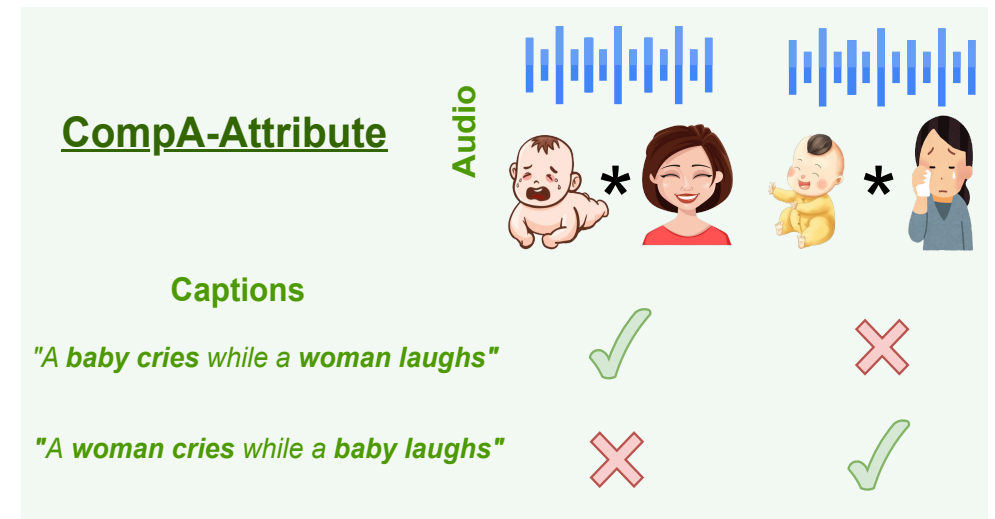 CompA-Attribute
Audio
*
*
Captions
"A baby cries while a woman laughs"
"A woman cries while a baby laughs"